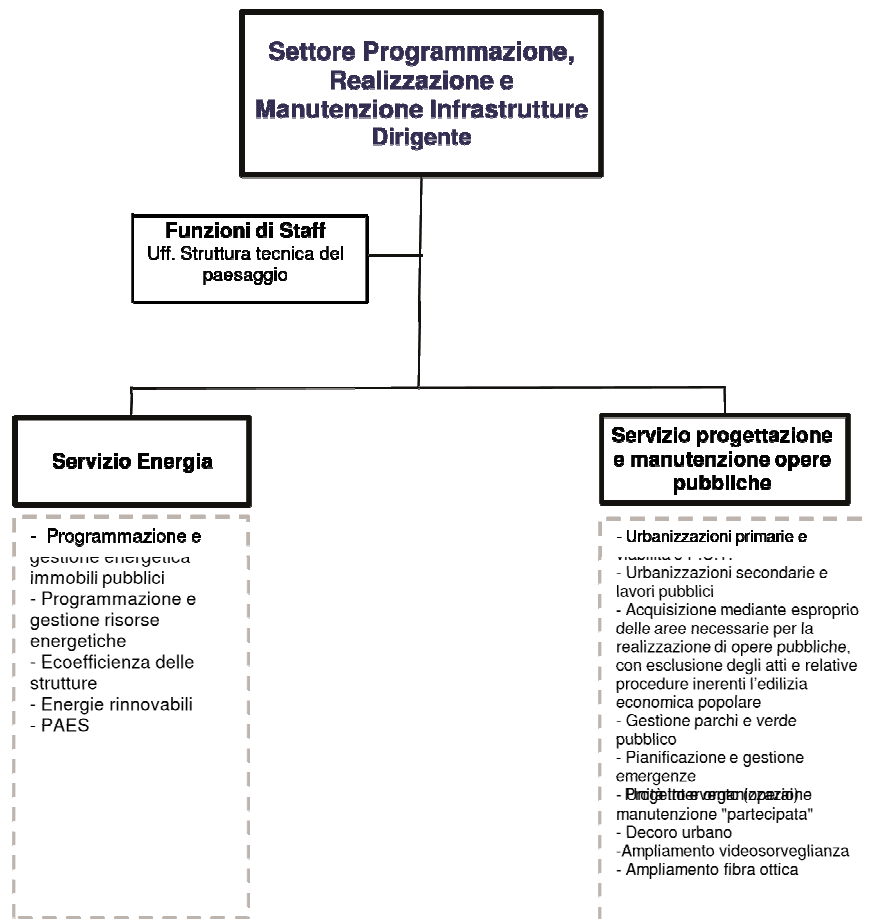 Settore Programmazione,
Realizzazione e
Manutenzione Infrastrutture
Dirigente
Funzioni di Staff
Uff. Struttura tecnica del
paesaggio
Servizio Energia
- Programmazione e
gestione energetica
immobili pubblici
- Programmazione e
gestione risorse
energetiche
- Ecoefficienza delle
strutture
- Energie rinnovabili
- PAES
Servizio progettazione
e manutenzione opere
pubbliche
- Urbanizzazioni primarie e
- Urbanizzazioni secondarie e
lavori pubblici
- Acquisizione mediante esproprio
delle aree necessarie per la
realizzazione di opere pubbliche,
con esclusione degli atti e relative
procedure inerenti l'edilizia
economica popolare
- Gestione parchi e verde
pubblico
- Pianificazione e gestione
emergenze
manutenzione "partecipata"
- Decoro urbano
-Ampliamento videosorveglianza
- Ampliamento fibra ottica